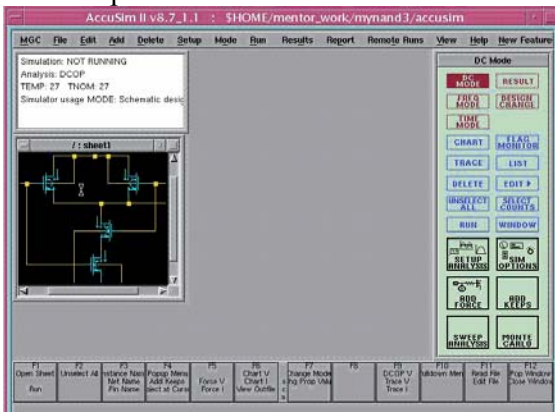 AccuSim II v8.7_1.1 : $HOME/mentor_work/mynand3/accusim
MGC File Edit Add Delete Setup Mode Run Results Report Remote Runs View Help New Feature
Simulation: NOT RUNNING
Analysis: DCOP
TEMP: 27 TNOM: 27
Simulator usage MODE: Schematic desig
/ : sheet1
DC Mode
DC MODE RESULT
FREQ MODE DESIGN CHANGE
TIME MODE
CHART FLAG MONITOR
TRACE LIST
DELETE EDIT
UNSELECT ALL SELECT COUNTS
RUN WINDOW
SETUP ANALYSIS SIM OPTIONS
ADD FORCE ADD KEEPS
SWEEP ANALYSIS MONTE CARLO
F1 F2 F3 F4 F5 F6 F7 F8 F9 F10 F11 F12
Open Sheet Unselect All Instance Name Popup Menu Chart V Change Mode DCOP V Pulldown Men Read File Pop Window
Net Name Add Keeps Force V Chart I Trace V Edit File Close Window
Run Pin Name Force I View Outfile Trace I